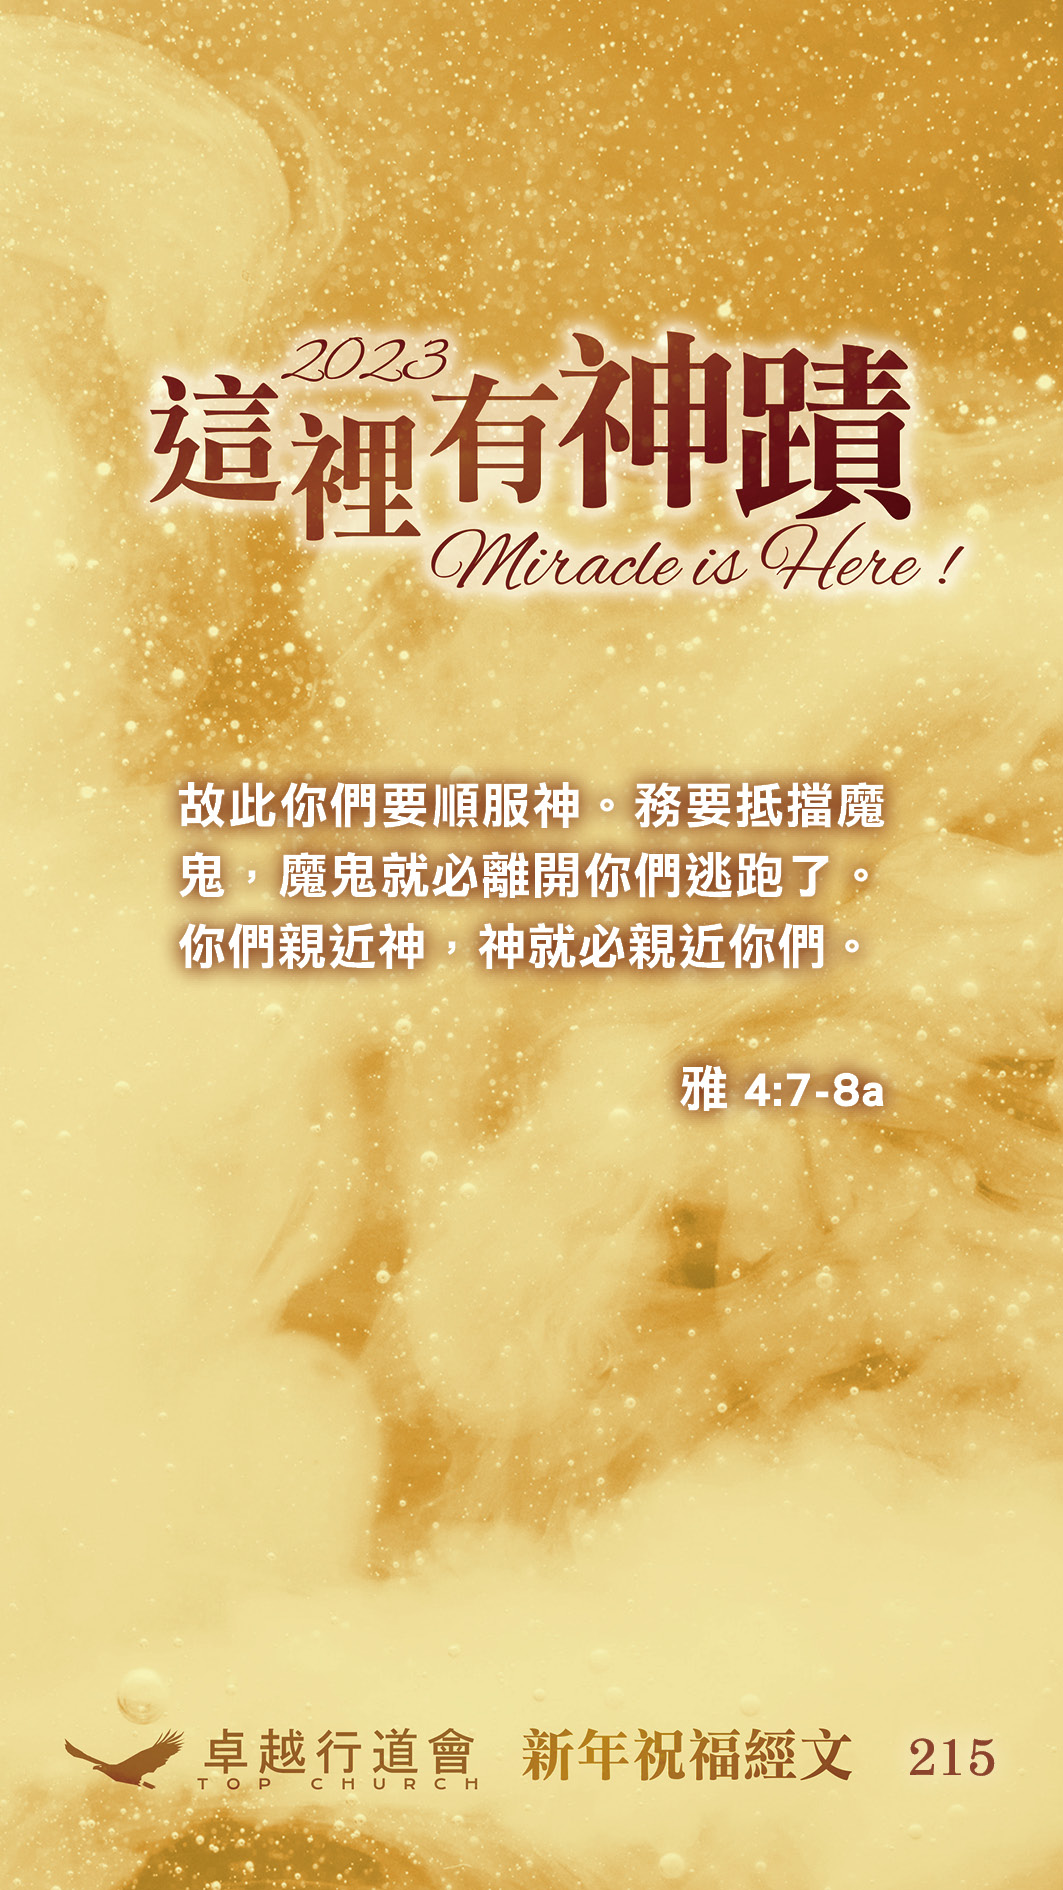 2023
這裡有神蹟
Miracle is Here !
故此你們要順服神。務要抵擋魔
鬼，魔鬼就必離開你們逃跑了。
你們親近神，神就必親近你們。
雅 4:7-8a
卓越行道會 新年祝福經文 215
TOP CHURCH